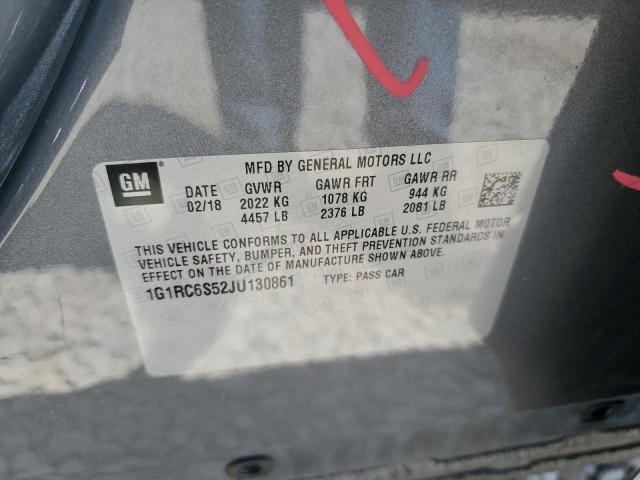 GM ®
MFD BY GENERAL MOTORS LLC
DATE GVWR GAWR FRT GAWR RR
02/18 2022 KG 1078 KG 944 KG
4457 LB 2376 LB 2081 LB
THIS VEHICLE CONFORMS TO ALL APPLICABLE U.S. FEDERAL MOTOR
VEHICLE SAFETY, BUMPER, AND THEFT PREVENTION STANDARDS IN
EFFECT ON THE DATE OF MANUFACTURE SHOWN ABOVE.
1G1RC6S52JU130861 TYPE: PASS CAR